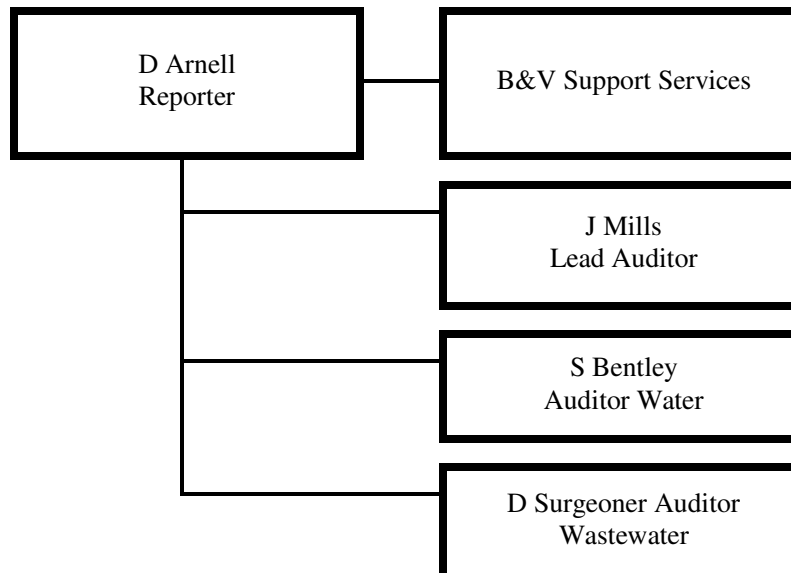 D Arnell
Reporter
B&V Support Services
J Mills
Lead Auditor
S Bentley
Auditor Water
D Surgeoner Auditor
Wastewater